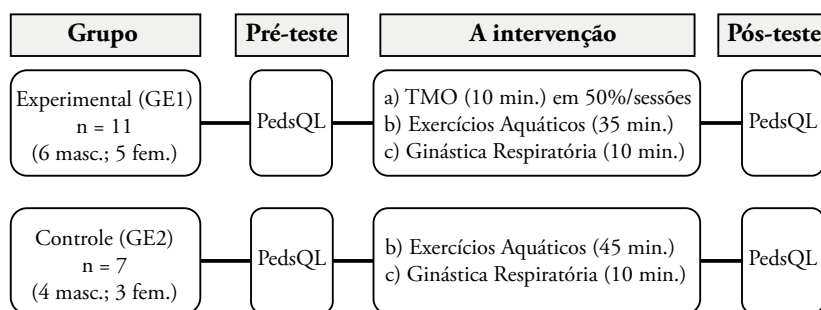 Grupo
Pré-teste
A intervenção
Pós-teste
Experimental (GE1)
n = 11
(6 masc.; 5 fem.)
PedsQL
a) TMO (10 min.) em 50%/sessões
b) Exercícios Aquáticos (35 min.)
c) Ginástica Respiratória (10 min.)
PedsQL
Controle (GE2)
n = 7
(4 masc.; 3 fem.)
PedsQL
b) Exercícios Aquáticos (45 min.)
c) Ginástica Respiratória (10 min.)
PedsQL